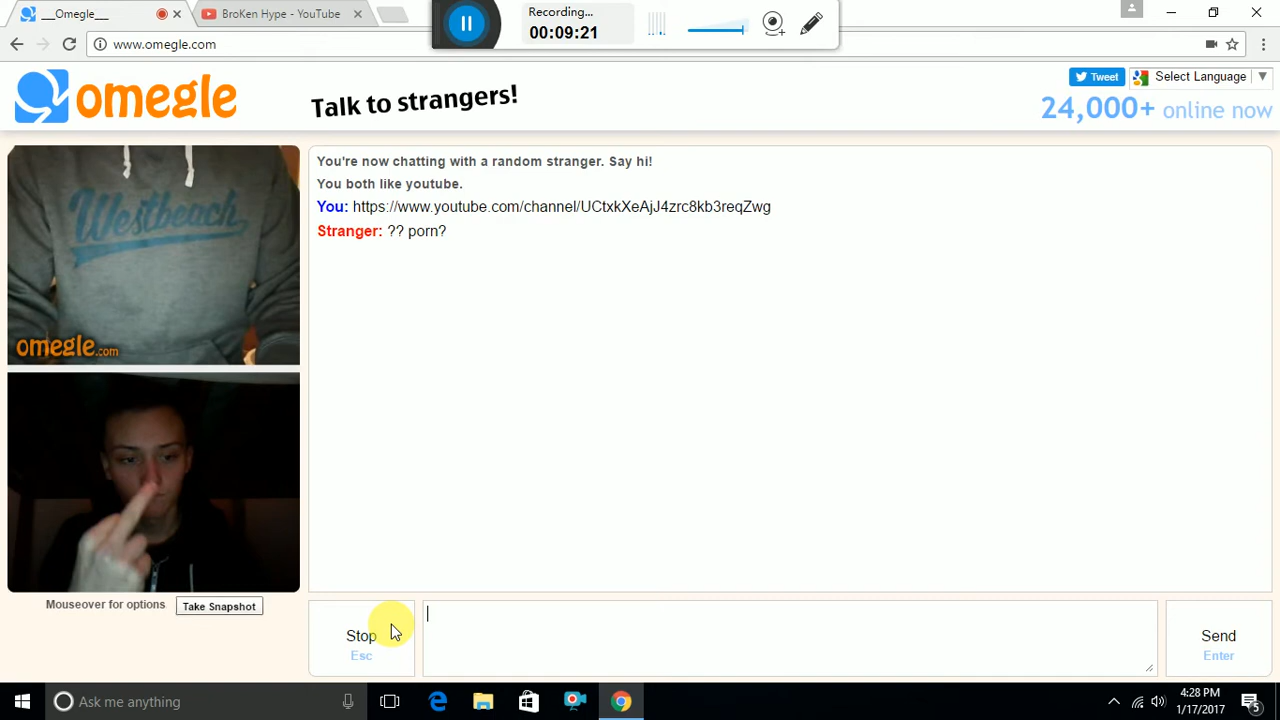 __Omegle__
BroKen Hype - YouTube
Recording...
00:09:21
www.omegle.com
omegle
Talk to strangers!
Tweet
Select Language
24,000+ online now
Westbeach
omegle.com
You're now chatting with a random stranger. Say hi!
You both like youtube.
You: https://www.youtube.com/channel/UCtxkXeAjJ4zrc8kb3reqZwg
Stranger: ?? porn?
Mouseover for options
Take Snapshot
Stop
Esc
Send
Enter
Ask me anything
4:28 PM
1/17/2017
5